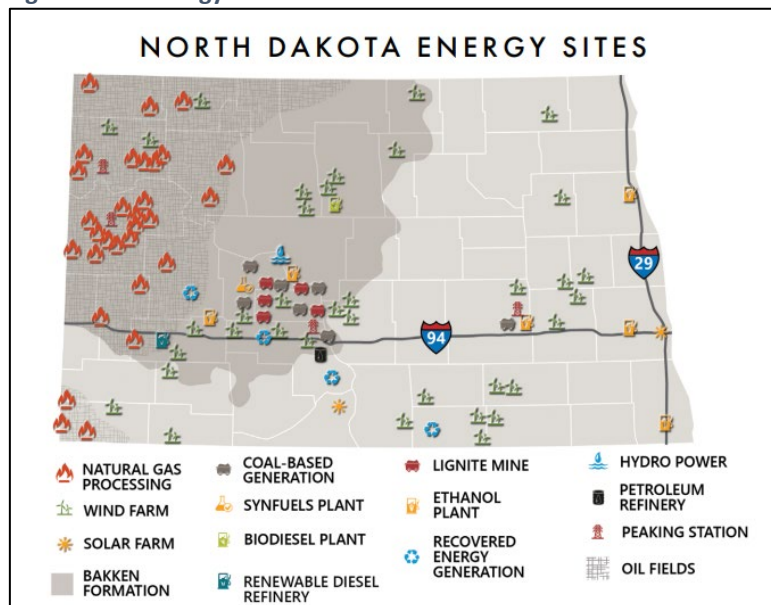 NORTH DAKOTA ENERGY SITES
29
94
NATURAL GAS
PROCESSING
WIND FARM
SOLAR FARM
BAKKEN
FORMATION
COAL-BASED
GENERATION
SYNFUELS PLANT
BIODIESEL PLANT
RENEWABLE DIESEL
REFINERY
LIGNITE MINE
ETHANOL
PLANT
RECOVERED
ENERGY
GENERATION
HYDRO POWER
PETROLEUM
REFINERY
PEAKING STATION
OIL FIELDS